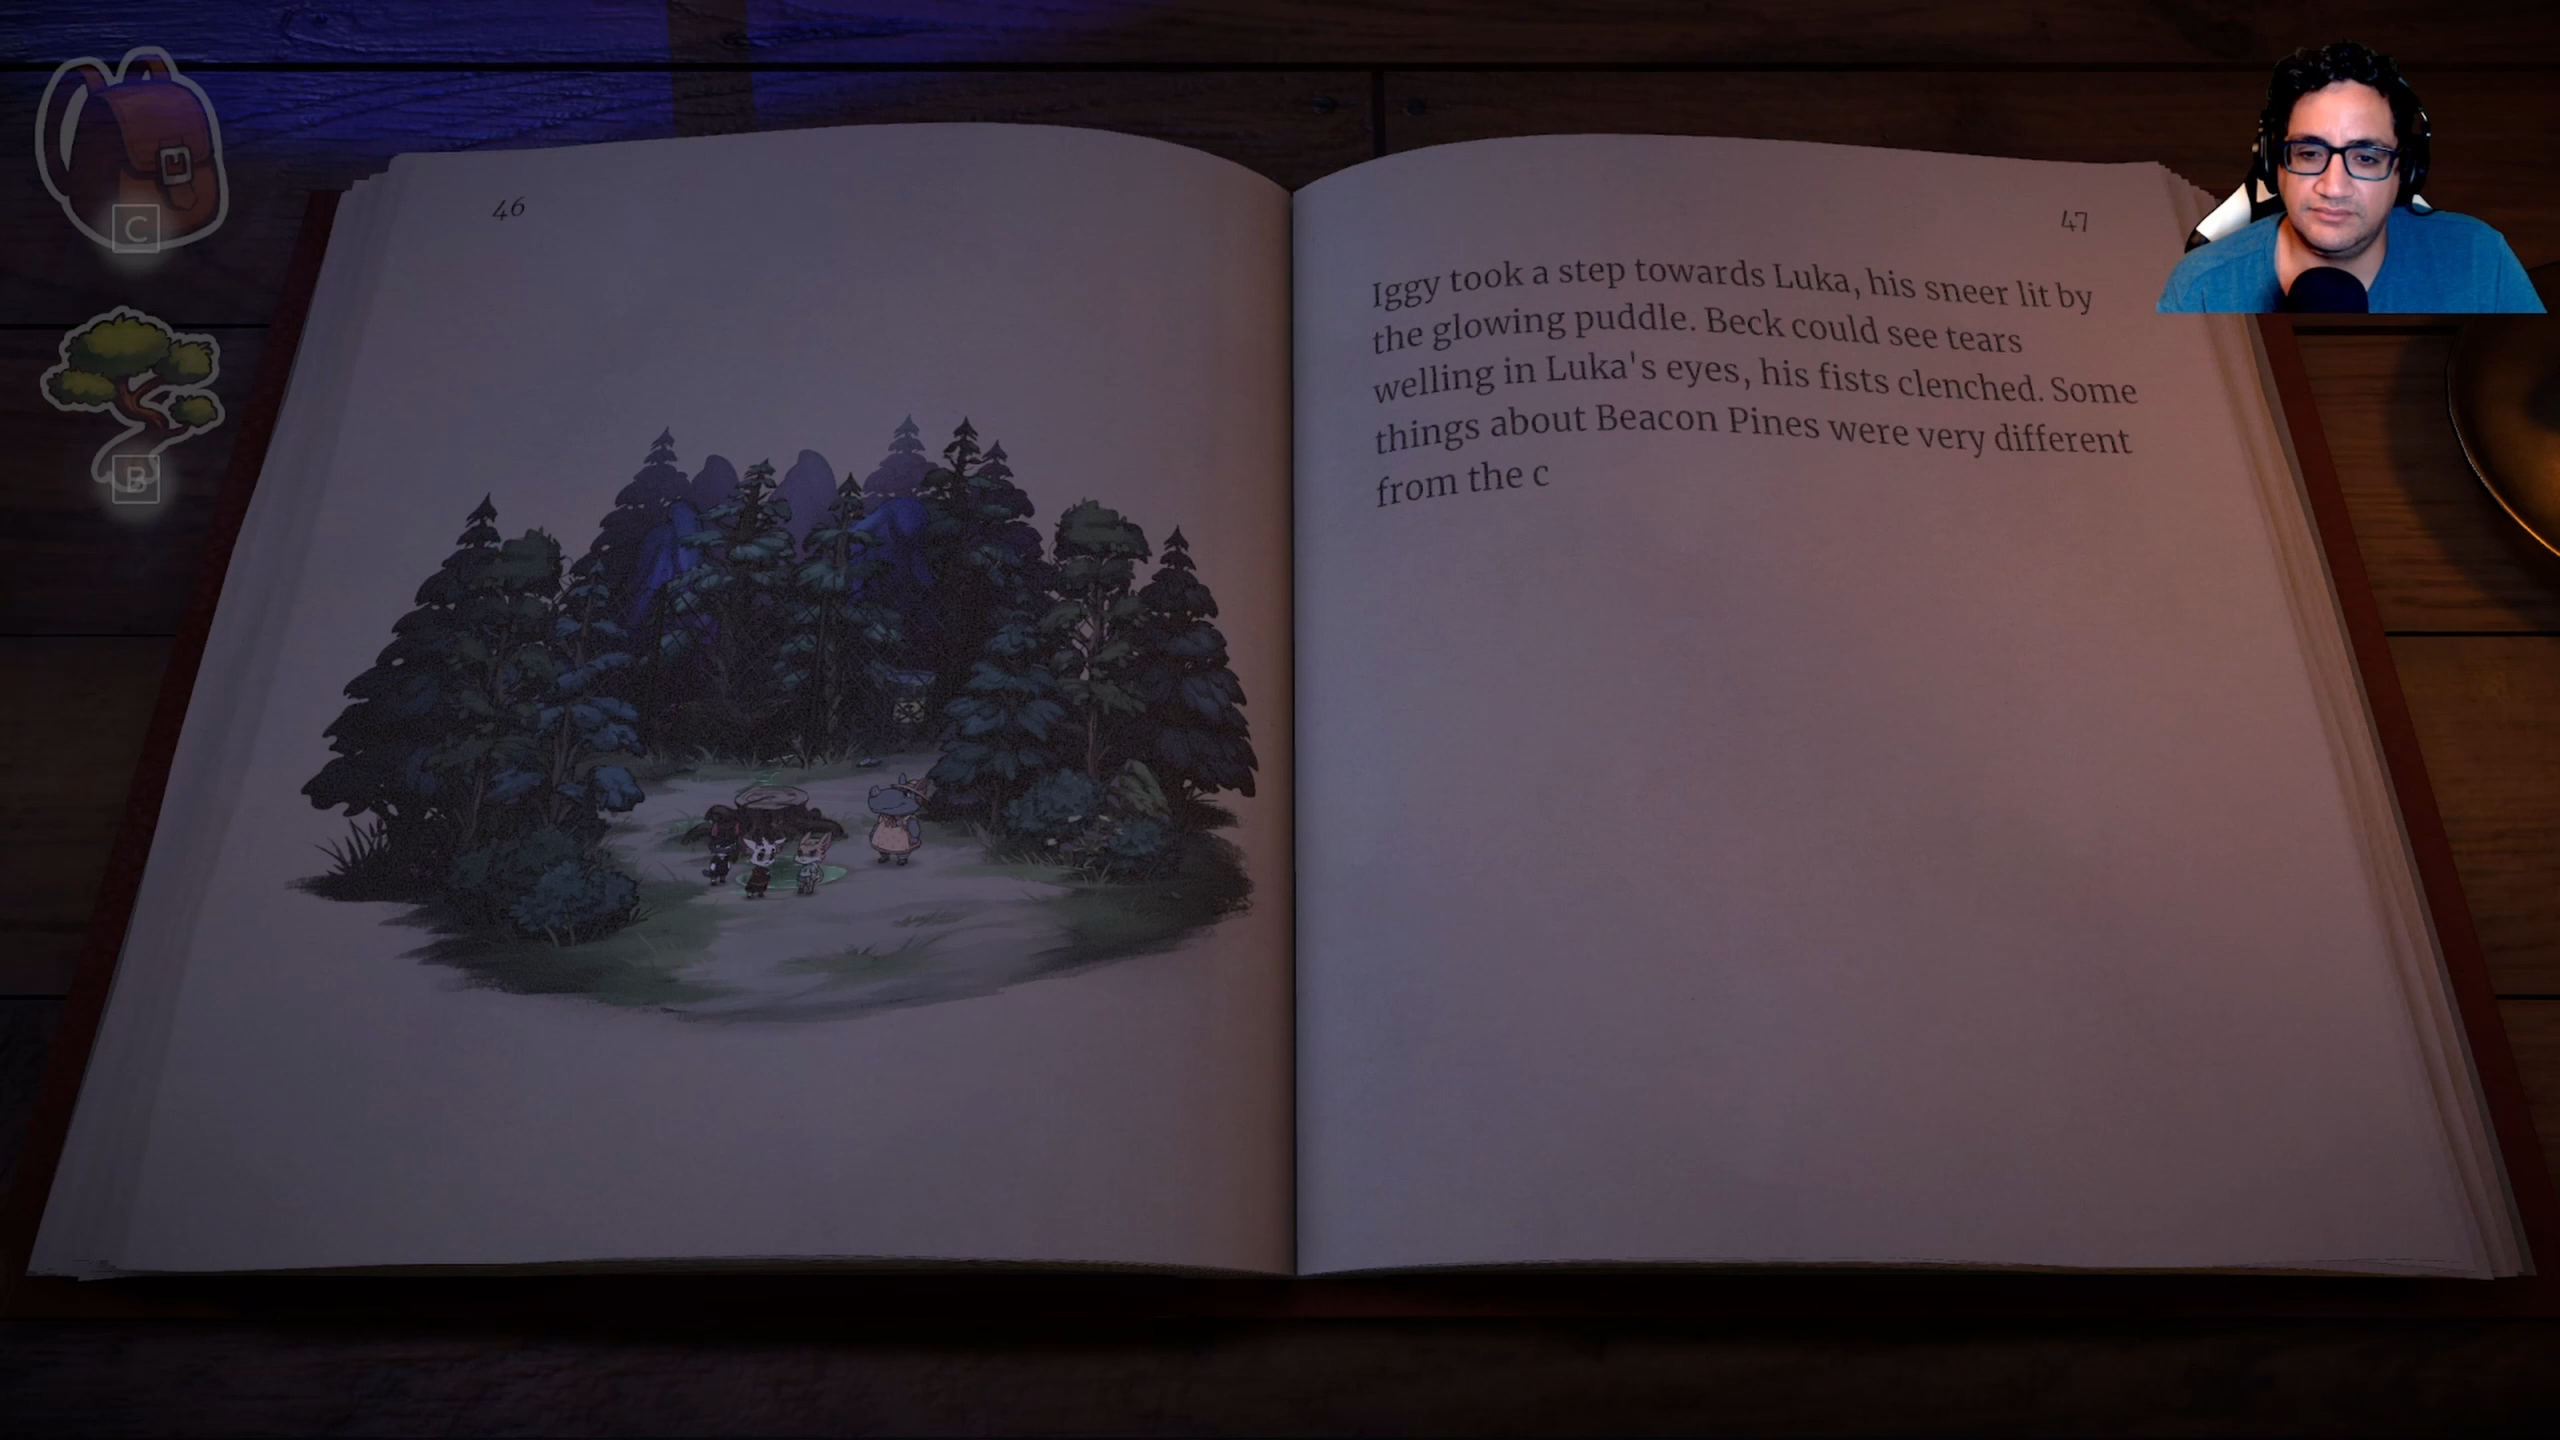 C
B
46
47
Iggy took a step towards Luka, his sneer lit by
the glowing puddle. Beck could see tears
welling in Luka's eyes, his fists clenched. Some
things about Beacon Pines were very different
from the c